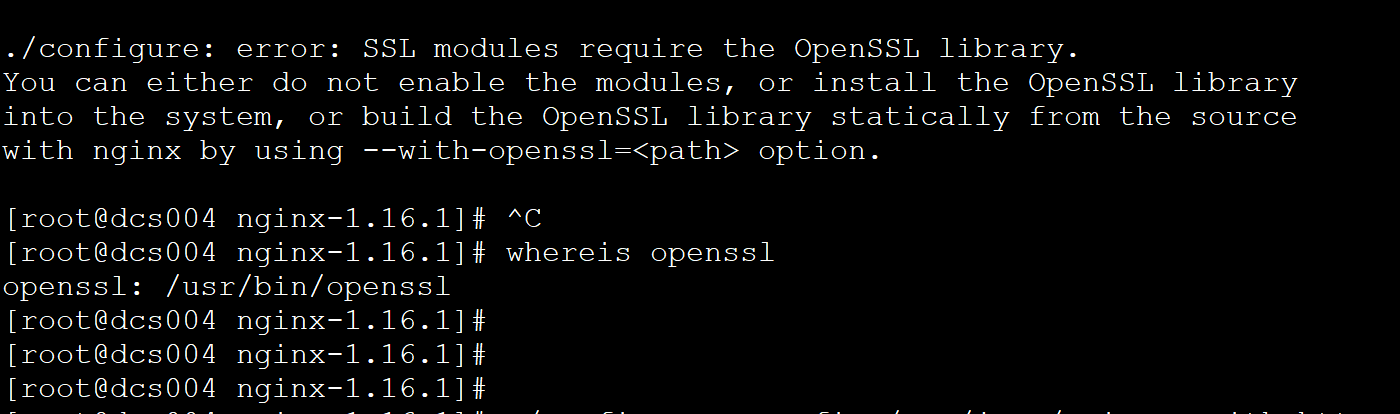 ./configure: error: SSL modules require the OpenSSL library.
You can either do not enable the modules, or install the OpenSSL library
into the system, or build the OpenSSL library statically from the source
with nginx by using --with-openssl=<path> option.
[root@dcs004 nginx-1.16.1]# ^C
[root@dcs004 nginx-1.16.1]# whereis openssl
openssl: /usr/bin/openssl
[root@dcs004 nginx-1.16.1]#
[root@dcs004 nginx-1.16.1]#
[root@dcs004 nginx-1.16.1]#